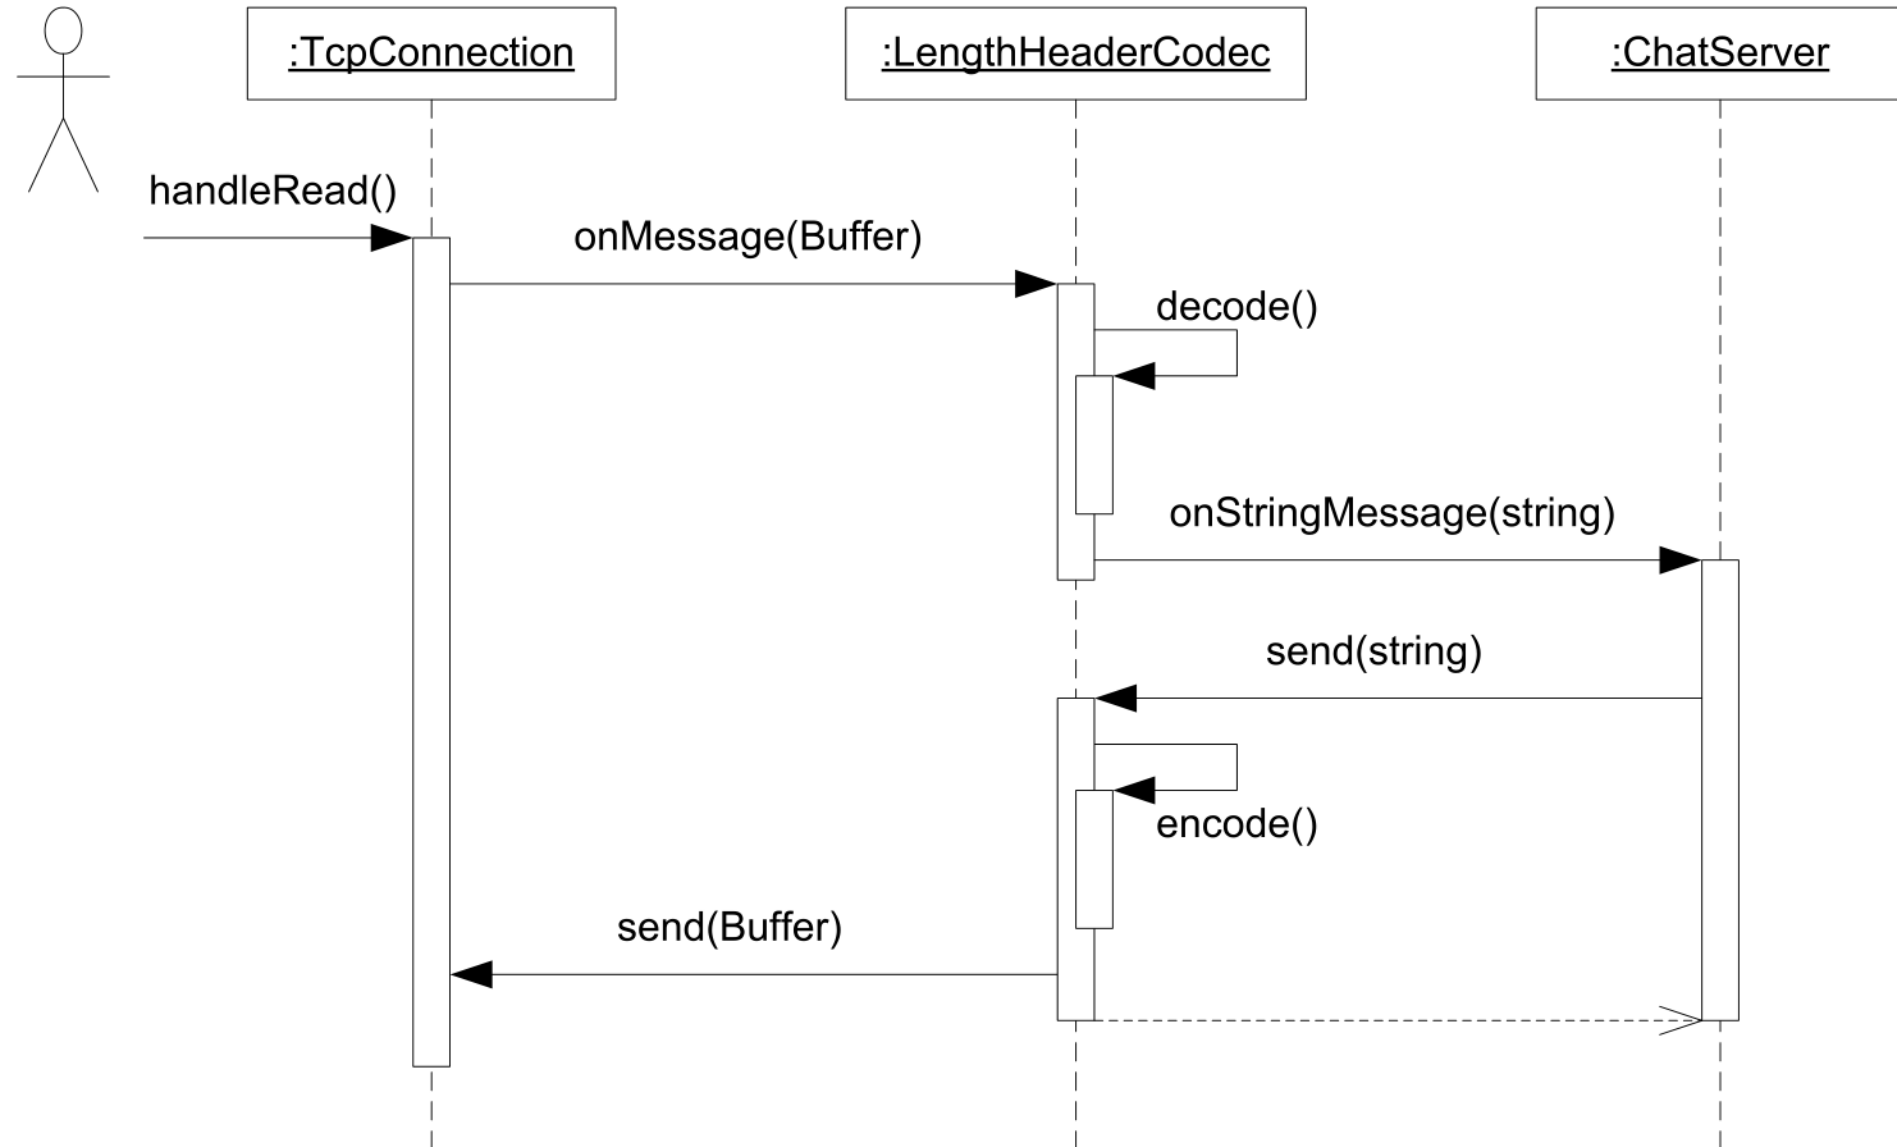 :TcpConnection
:LengthHeaderCodec
:ChatServer
handleRead()
onMessage(Buffer)
decode()
onStringMessage(string)
send(string)
encode()
send(Buffer)